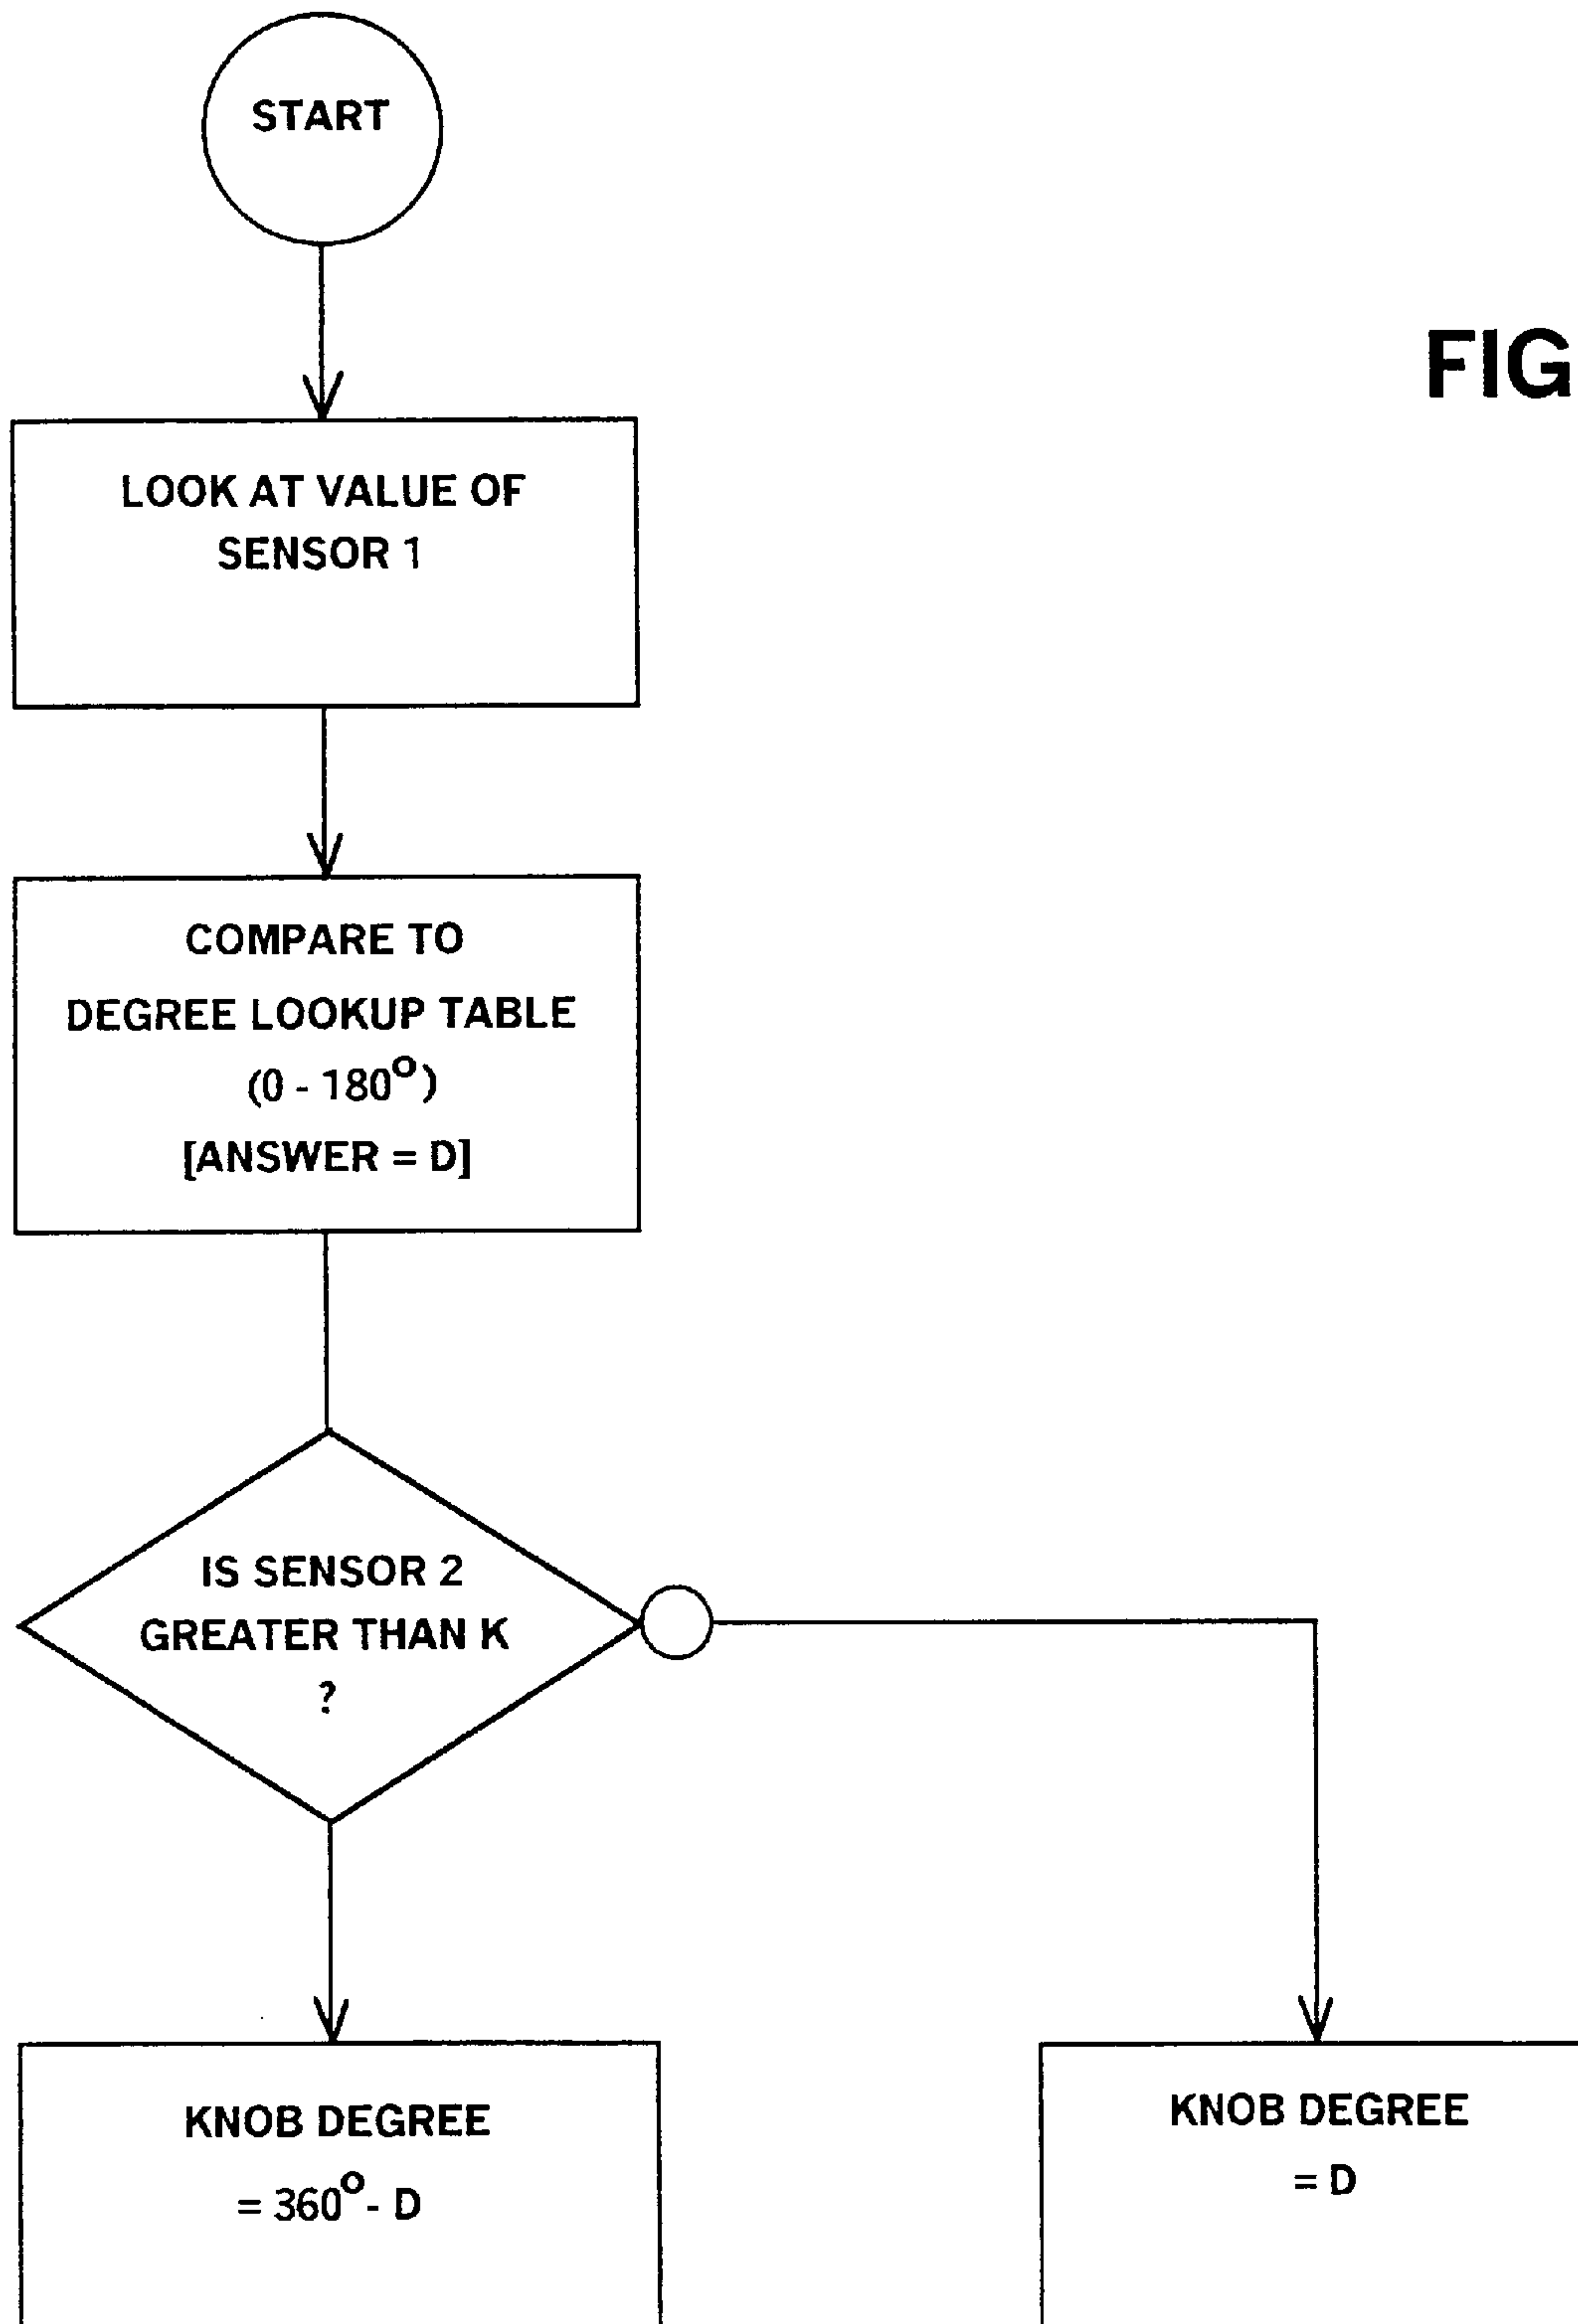 START
FIG
LOOK AT VALUE OF
SENSOR 1
COMPARE TO
DEGREE LOOKUP TABLE
(0 - 180°)
[ANSWER = D]
IS SENSOR 2
GREATER THAN K
?
KNOB DEGREE
= 360° - D
KNOB DEGREE
= D